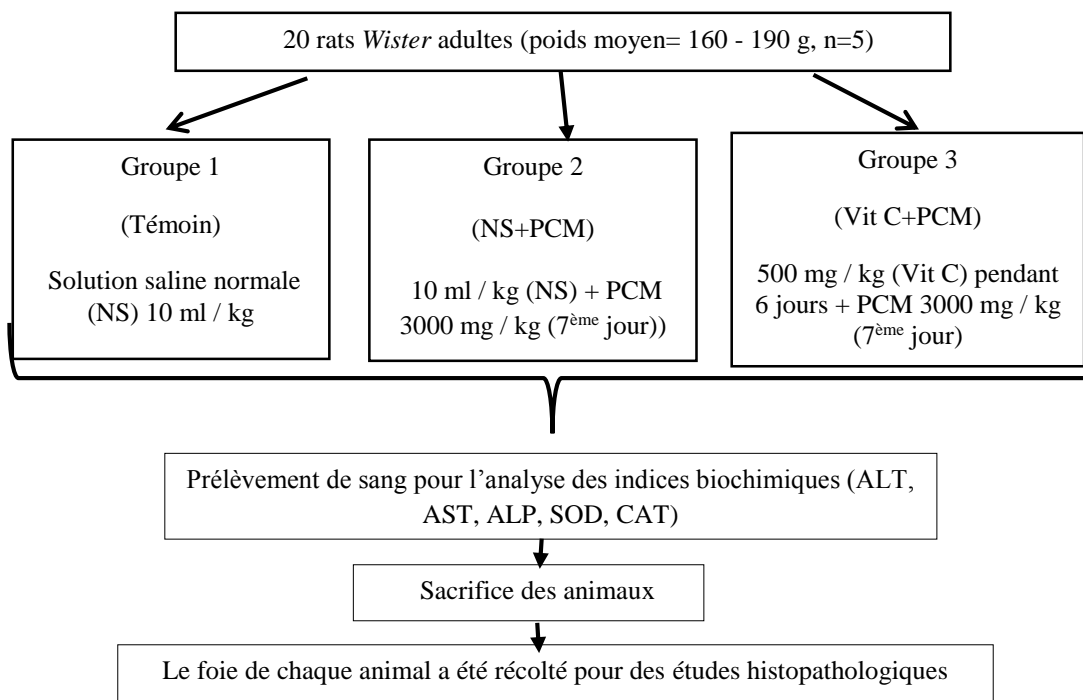 20 rats Wister adultes (poids moyen= 160 - 190 g, n=5)
Groupe 1
(Témoin)
Solution saline normale
(NS) 10 ml / kg
Groupe 2
(NS+PCM)
10 ml / kg (NS) + PCM
3000 mg / kg (7ème jour))
Groupe 3
(Vit C+PCM)
500 mg / kg (Vit C) pendant
6 jours + PCM 3000 mg / kg
(7ème jour)
Prélèvement de sang pour l’analyse des indices biochimiques (ALT,
AST, ALP, SOD, CAT)
Sacrifice des animaux
Le foie de chaque animal a été récolté pour des études histopathologiques